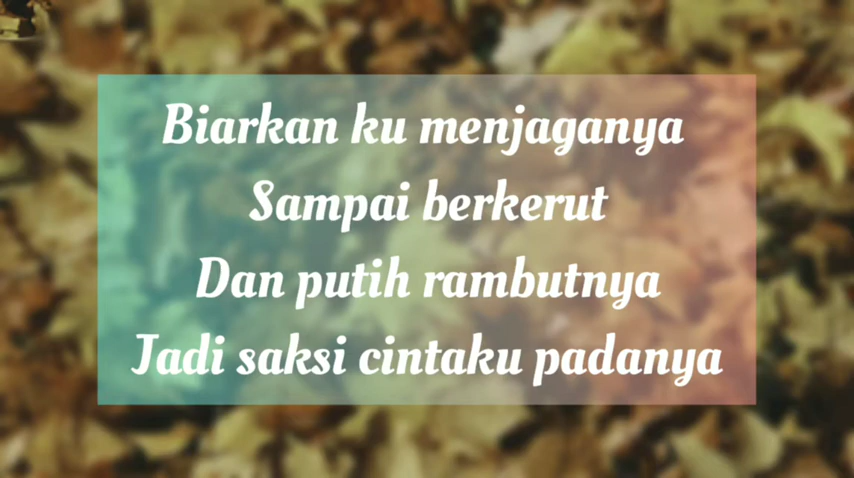 Biarkan ku menjaganya
Sampai berkerut
Dan putih rambutnya
Jadi saksi cintaku padanya